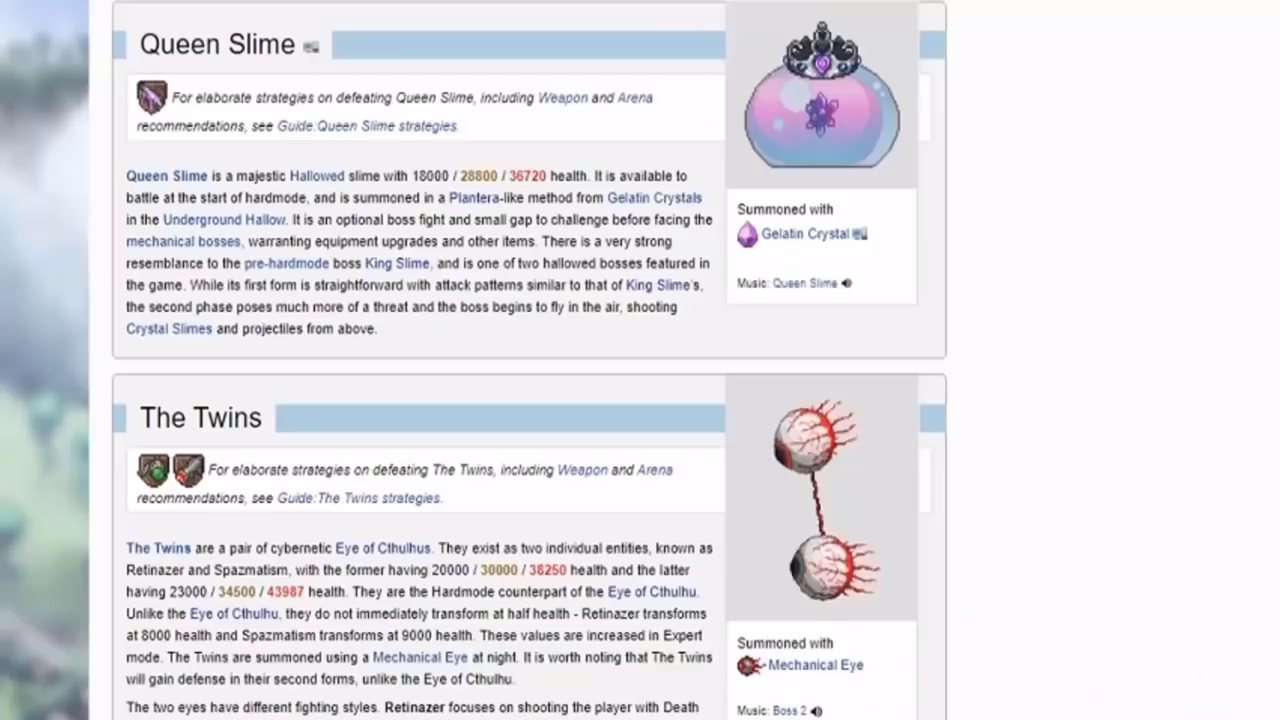 Queen Slime
For elaborate strategies on defeating Queen Slime, including Weapon and Arena
recommendations, see Guide:Queen Slime strategies.
Queen Slime is a majestic Hallowed slime with 18000 / 28800 / 36720 health. It is available to
battle at the start of hardmode, and is summoned in a Plantera-like method from Gelatin Crystals
in the Underground Hallow. It is an optional boss fight and small gap to challenge before facing the
mechanical bosses, warranting equipment upgrades and other items. There is a very strong
resemblance to the pre-hardmode boss King Slime, and is one of two hallowed bosses featured in
the game. While its first form is straightforward with attack patterns similar to that of King Slime's,
the second phase poses much more of a threat and the boss begins to fly in the air, shooting
Crystal Slimes and projectiles from above.
Summoned with
Gelatin Crystal
Music: Queen Slime
The Twins
For elaborate strategies on defeating The Twins, including Weapon and Arena
recommendations, see Guide:The Twins strategies.
The Twins are a pair of cybernetic Eye of Cthulhus. They exist as two individual entities, known as
Retinazer and Spazmatism, with the former having 20000 / 30000 / 38250 health and the latter
having 23000 / 34500 / 43987 health. They are the Hardmode counterpart of the Eye of Cthulhu.
Unlike the Eye of Cthulhu, they do not immediately transform at half health - Retinazer transforms
at 8000 health and Spazmatism transforms at 9000 health. These values are increased in Expert
mode. The Twins are summoned using a Mechanical Eye at night. It is worth noting that The Twins
will gain defense in their second forms, unlike the Eye of Cthulhu.
The two eyes have different fighting styles. Retinazer focuses on shooting the player with Death
Summoned with
Mechanical Eye
Music: Boss 2